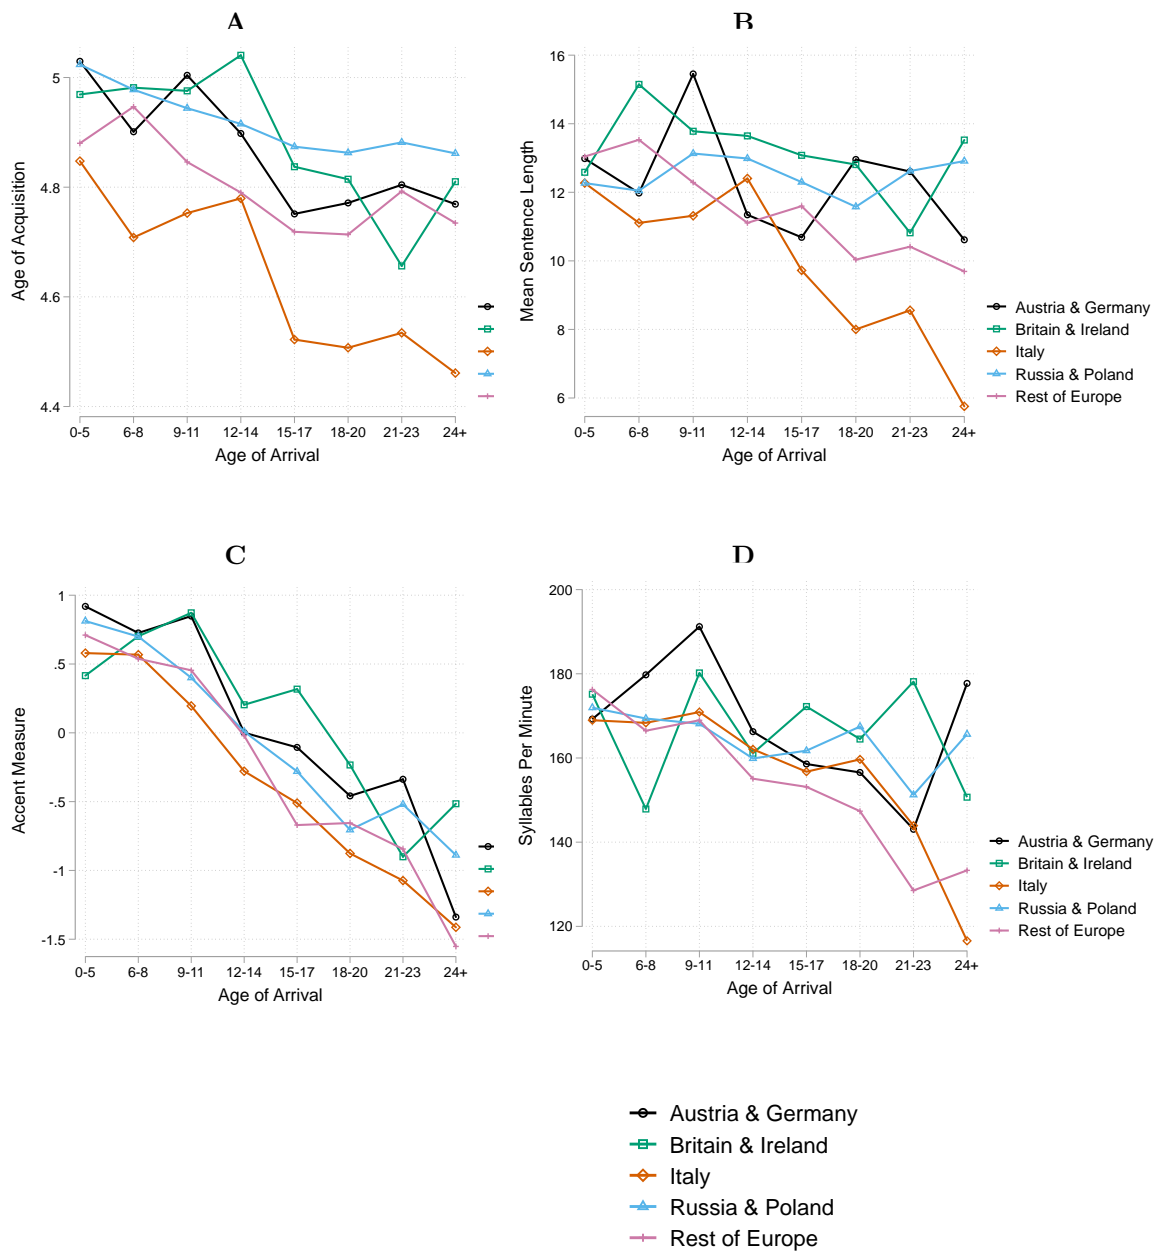 A
Age of Acquisition
5
4.8
4.6
4.4
0-5 6-8 9-11 12-14 15-17 18-20 21-23 24+
Age of Arrival
B
Mean Sentence Length
16
14
12
10
8
6
0-5 6-8 9-11 12-14 15-17 18-20 21-23 24+
Age of Arrival
Austria & Germany
Britain & Ireland
Italy
Russia & Poland
Rest of Europe
C
Accent Measure
1
.5
0
-.5
-1
-1.5
0-5 6-8 9-11 12-14 15-17 18-20 21-23 24+
Age of Arrival
D
Syllables Per Minute
200
180
160
140
120
0-5 6-8 9-11 12-14 15-17 18-20 21-23 24+
Age of Arrival
Austria & Germany
Britain & Ireland
Italy
Russia & Poland
Rest of Europe
Austria & Germany
Britain & Ireland
Italy
Russia & Poland
Rest of Europe